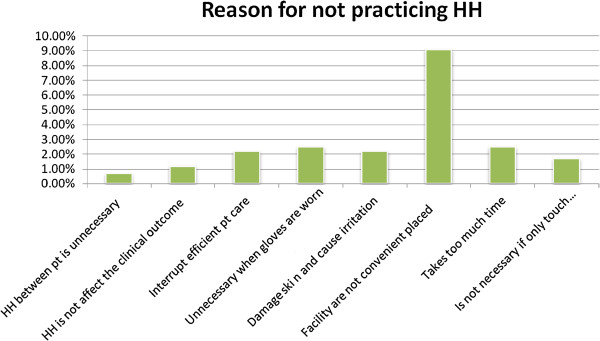 Reason for not practicing HH
10.00%
9.00%
8.00%
7.00%
6.00%
5.00%
4.00%
3.00%
2.00%
1.00%
0.00%
HH between pt is unnecessary
HH is not affect the clinical outcome
Interrupt efficient pt care
Unnecessary when gloves are worn
Damage ski n and cause irritation
Facility are not convenient placed
Takes too much time
Is not necessary if only touch...